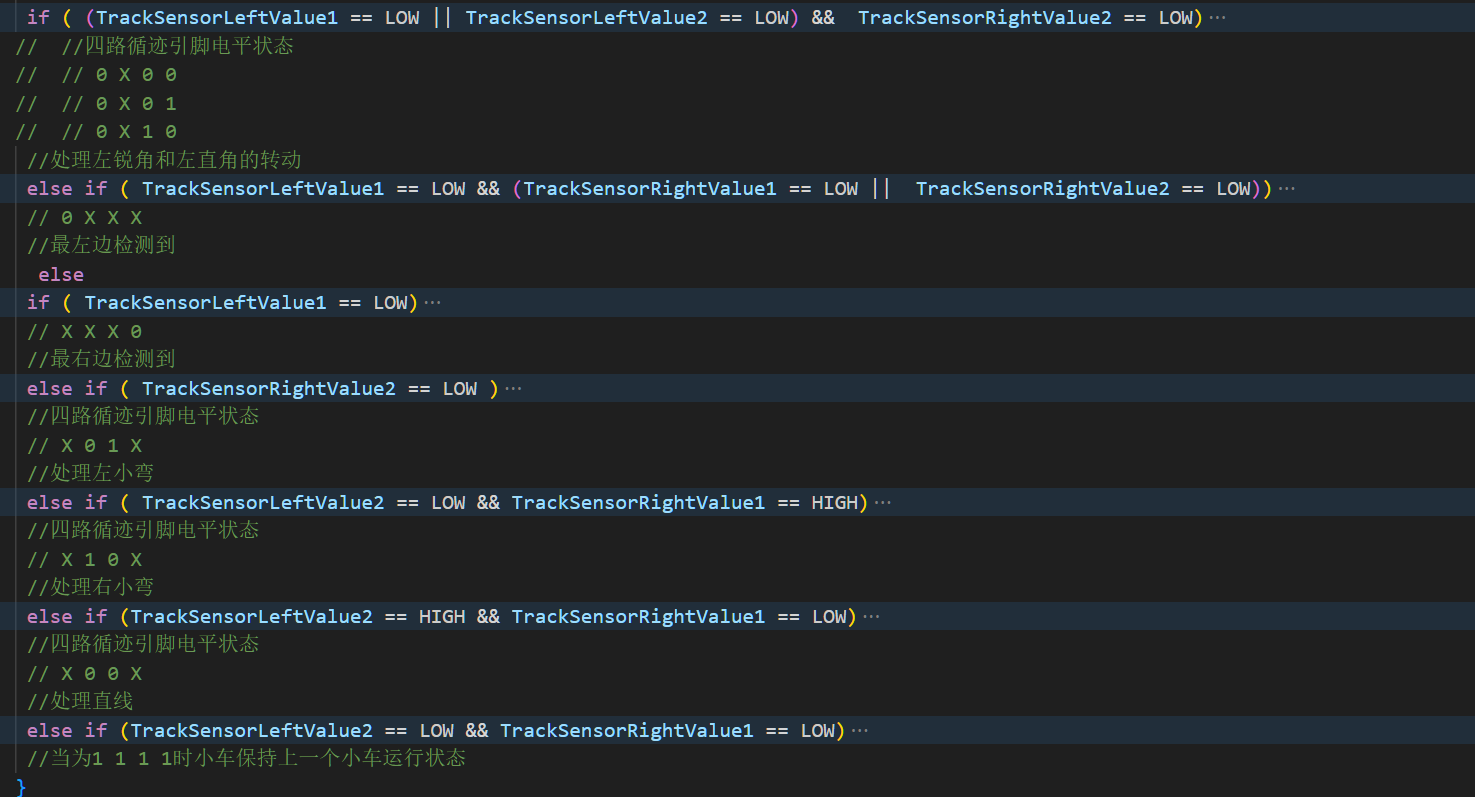 if ( (TrackSensorLeftValue1 == LOW || TrackSensorLeftValue2 == LOW) &&  TrackSensorRightValue2 == LOW)···
//  //四路循迹引脚电平状态
//  // 0 X 0 0
//  // 0 X 0 1
//  // 0 X 1 0
//处理左锐角和左直角的转动
else if ( TrackSensorLeftValue1 == LOW && (TrackSensorRightValue1 == LOW ||  TrackSensorRightValue2 == LOW))···
// 0 X X X
//最左边检测到
else
if ( TrackSensorLeftValue1 == LOW)···
// X X X 0
//最右边检测到
else if ( TrackSensorRightValue2 == LOW )···
//四路循迹引脚电平状态
// X 0 1 X
//处理左小弯
else if ( TrackSensorLeftValue2 == LOW && TrackSensorRightValue1 == HIGH)···
//四路循迹引脚电平状态
// X 1 0 X
//处理右小弯
else if (TrackSensorLeftValue2 == HIGH && TrackSensorRightValue1 == LOW)···
//四路循迹引脚电平状态
// X 0 0 X
//处理直线
else if (TrackSensorLeftValue2 == LOW && TrackSensorRightValue1 == LOW)···
//当为1 1 1 1时小车保持上一个小车运行状态
}